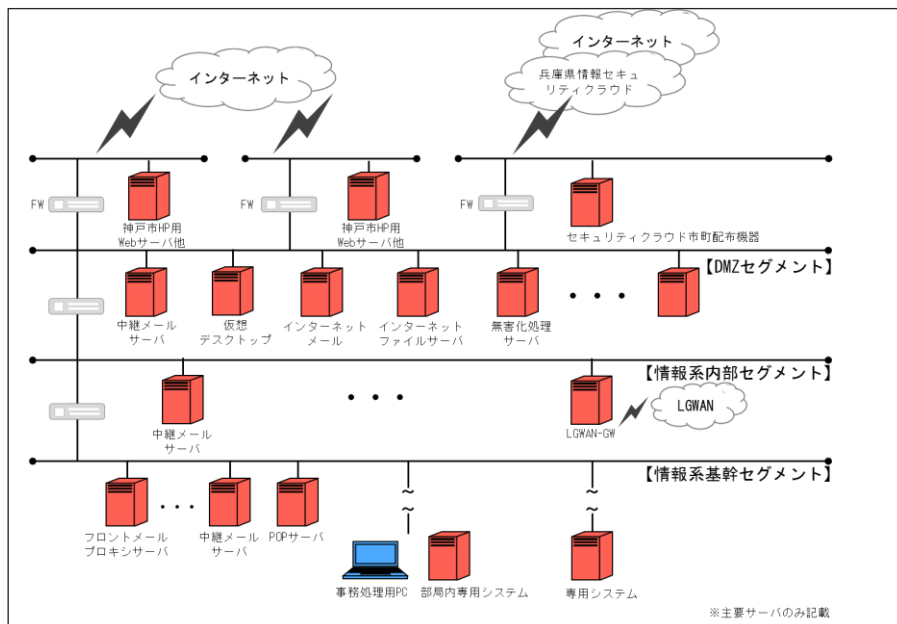 インターネット
インターネット
兵庫県情報セキュ
リティクラウド
FW
神戸市HP用
Webサーバ他
FW
神戸市HP用
Webサーバ他
FW
セキュリティクラウド市町配布機器
【DMZセグメント】
中継メール
サーバ
仮想
デスクトップ
インターネット
メール
インターネット
ファイルサーバ
無害化処理
サーバ
・・・
【情報系内部セグメント】
中継メール
サーバ
・・・
LGWAN-GW
LGWAN
【情報系基幹セグメント】
フロントメール
プロキシサーバ
・・・
中継メール
サーバ
POPサーバ
~
~
~
~
事務処理用PC
部局内専用システム
専用システム
※主要サーバのみ記載